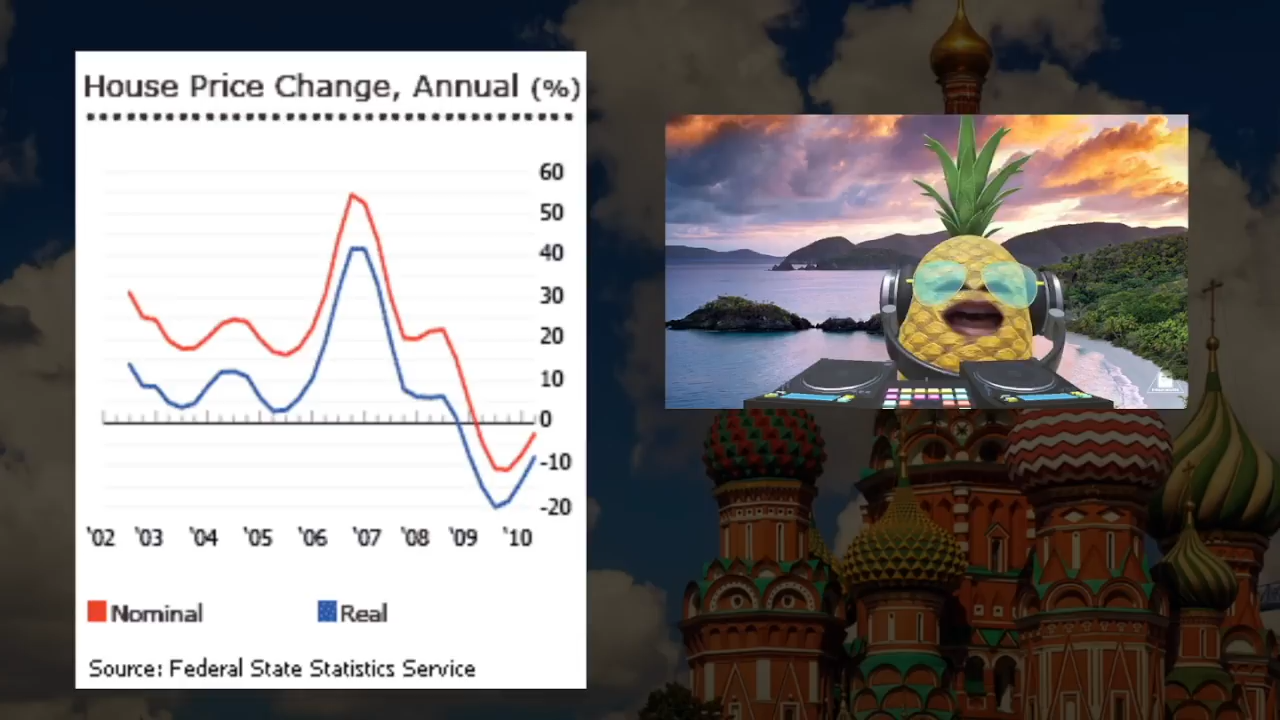 House Price Change, Annual (%)
60
50
40
30
20
10
0
-10
-20
'02 '03 '04 '05 '06 '07 '08 '09 '10
Nominal Real
Source: Federal State Statistics Service